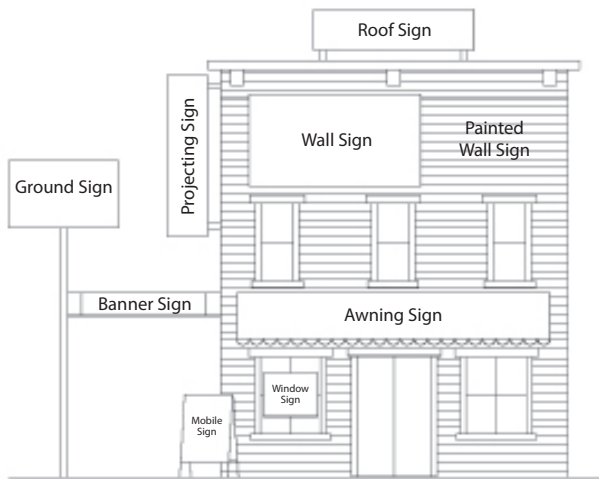 Roof Sign
Projecting Sign
Wall Sign
Painted
Wall Sign
Ground Sign
Banner Sign
Awning Sign
Window
Sign
Mobile
Sign